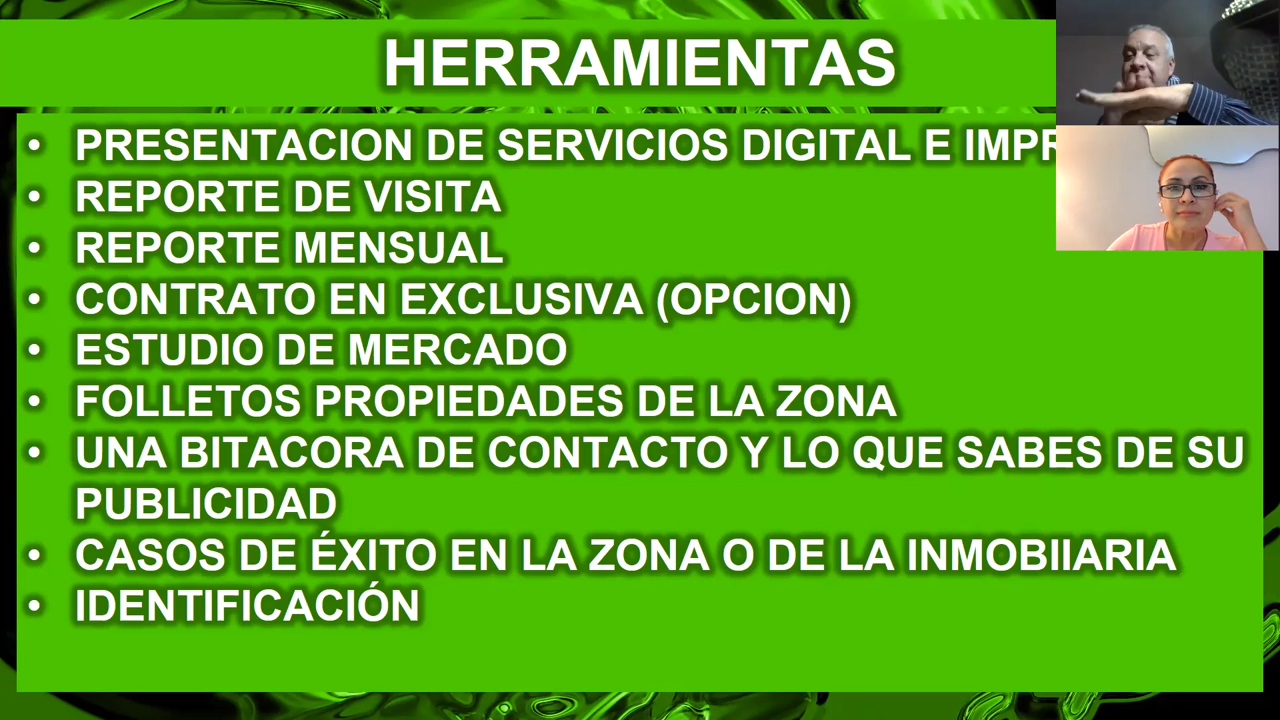 HERRAMIENTAS
• PRESENTACION DE SERVICIOS DIGITAL E
• REPORTE DE VISITA
• REPORTE MENSUAL
• CONTRATO EN EXCLUSIVA (OPCION)
• ESTUDIO DE MERCADO
• FOLLETOS PROPIEDADES DE LA ZONA
• UNA BITACORA DE CONTACTO Y LO QUE SABES DE SU
PUBLICIDAD
• CASOS DE ÉXITO EN LA ZONA O DE LA INMOBIIARIA
• IDENTIFICACIÓN